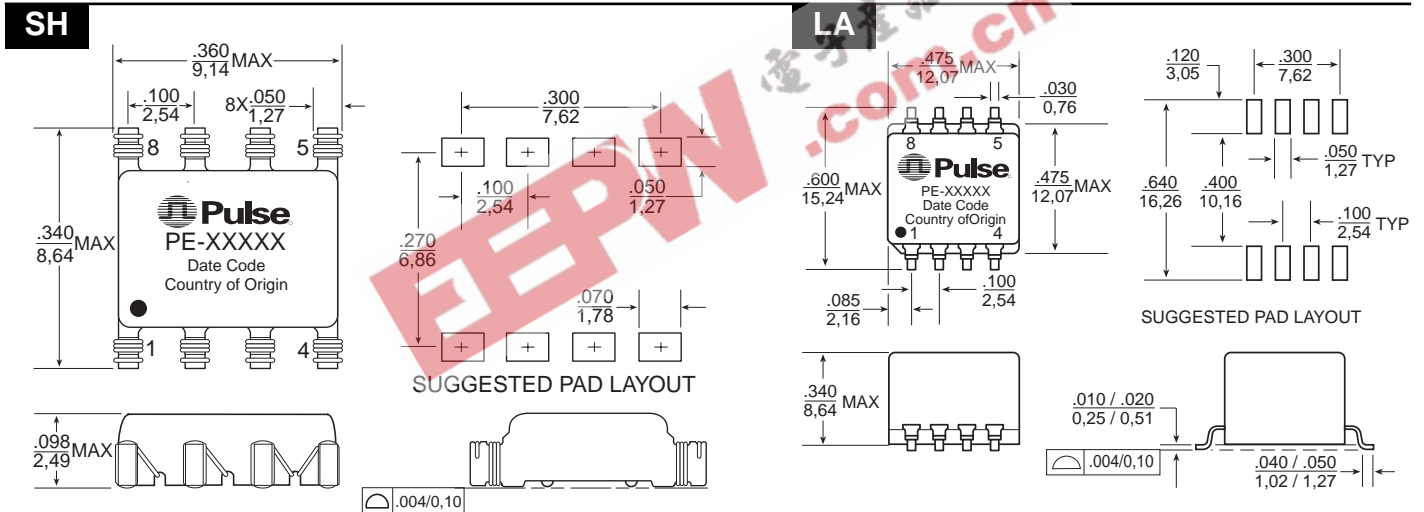 SH
.360
9,14 MAX
.100
2,54
8X .050
1,27
8
5
Pulse
PE-XXXXX
Date Code
Country of Origin
1
4
.340
8,64 MAX
.300
7,62
.100
2,54
.050
1,27
.270
6,86
.070
1,78
SUGGESTED PAD LAYOUT
.098
2,49 MAX
.004/0,10
LA
.475
12,07 MAX
.030
0,76
8
5
Pulse
PE-XXXXX
Date Code
Country ofOrigin
1
4
.600
15,24 MAX
.475
12,07 MAX
.085
2,16
.100
2,54
.120
3,05
.300
7,62
.050
1,27 TYP
.640
16,26
.400
10,16
.100
2,54 TYP
SUGGESTED PAD LAYOUT
.340
8,64 MAX
.010 / .020
0,25 / 0,51
.004/0,10
.040 / .050
1,02 / 1,27
EEPW
.com.cn
電子產